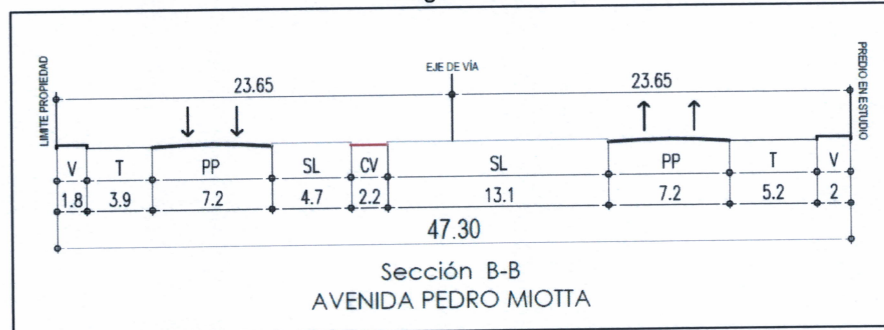 LIMITE PROPIEDAD
23.65
EJE DE VÍA
23.65
PREDIO EN ESTUDIO
V T PP SL CV SL PP T V
1.8 3.9 7.2 4.7 2.2 13.1 7.2 5.2 2
47.30
Sección B-B
AVENIDA PEDRO MIOTTA